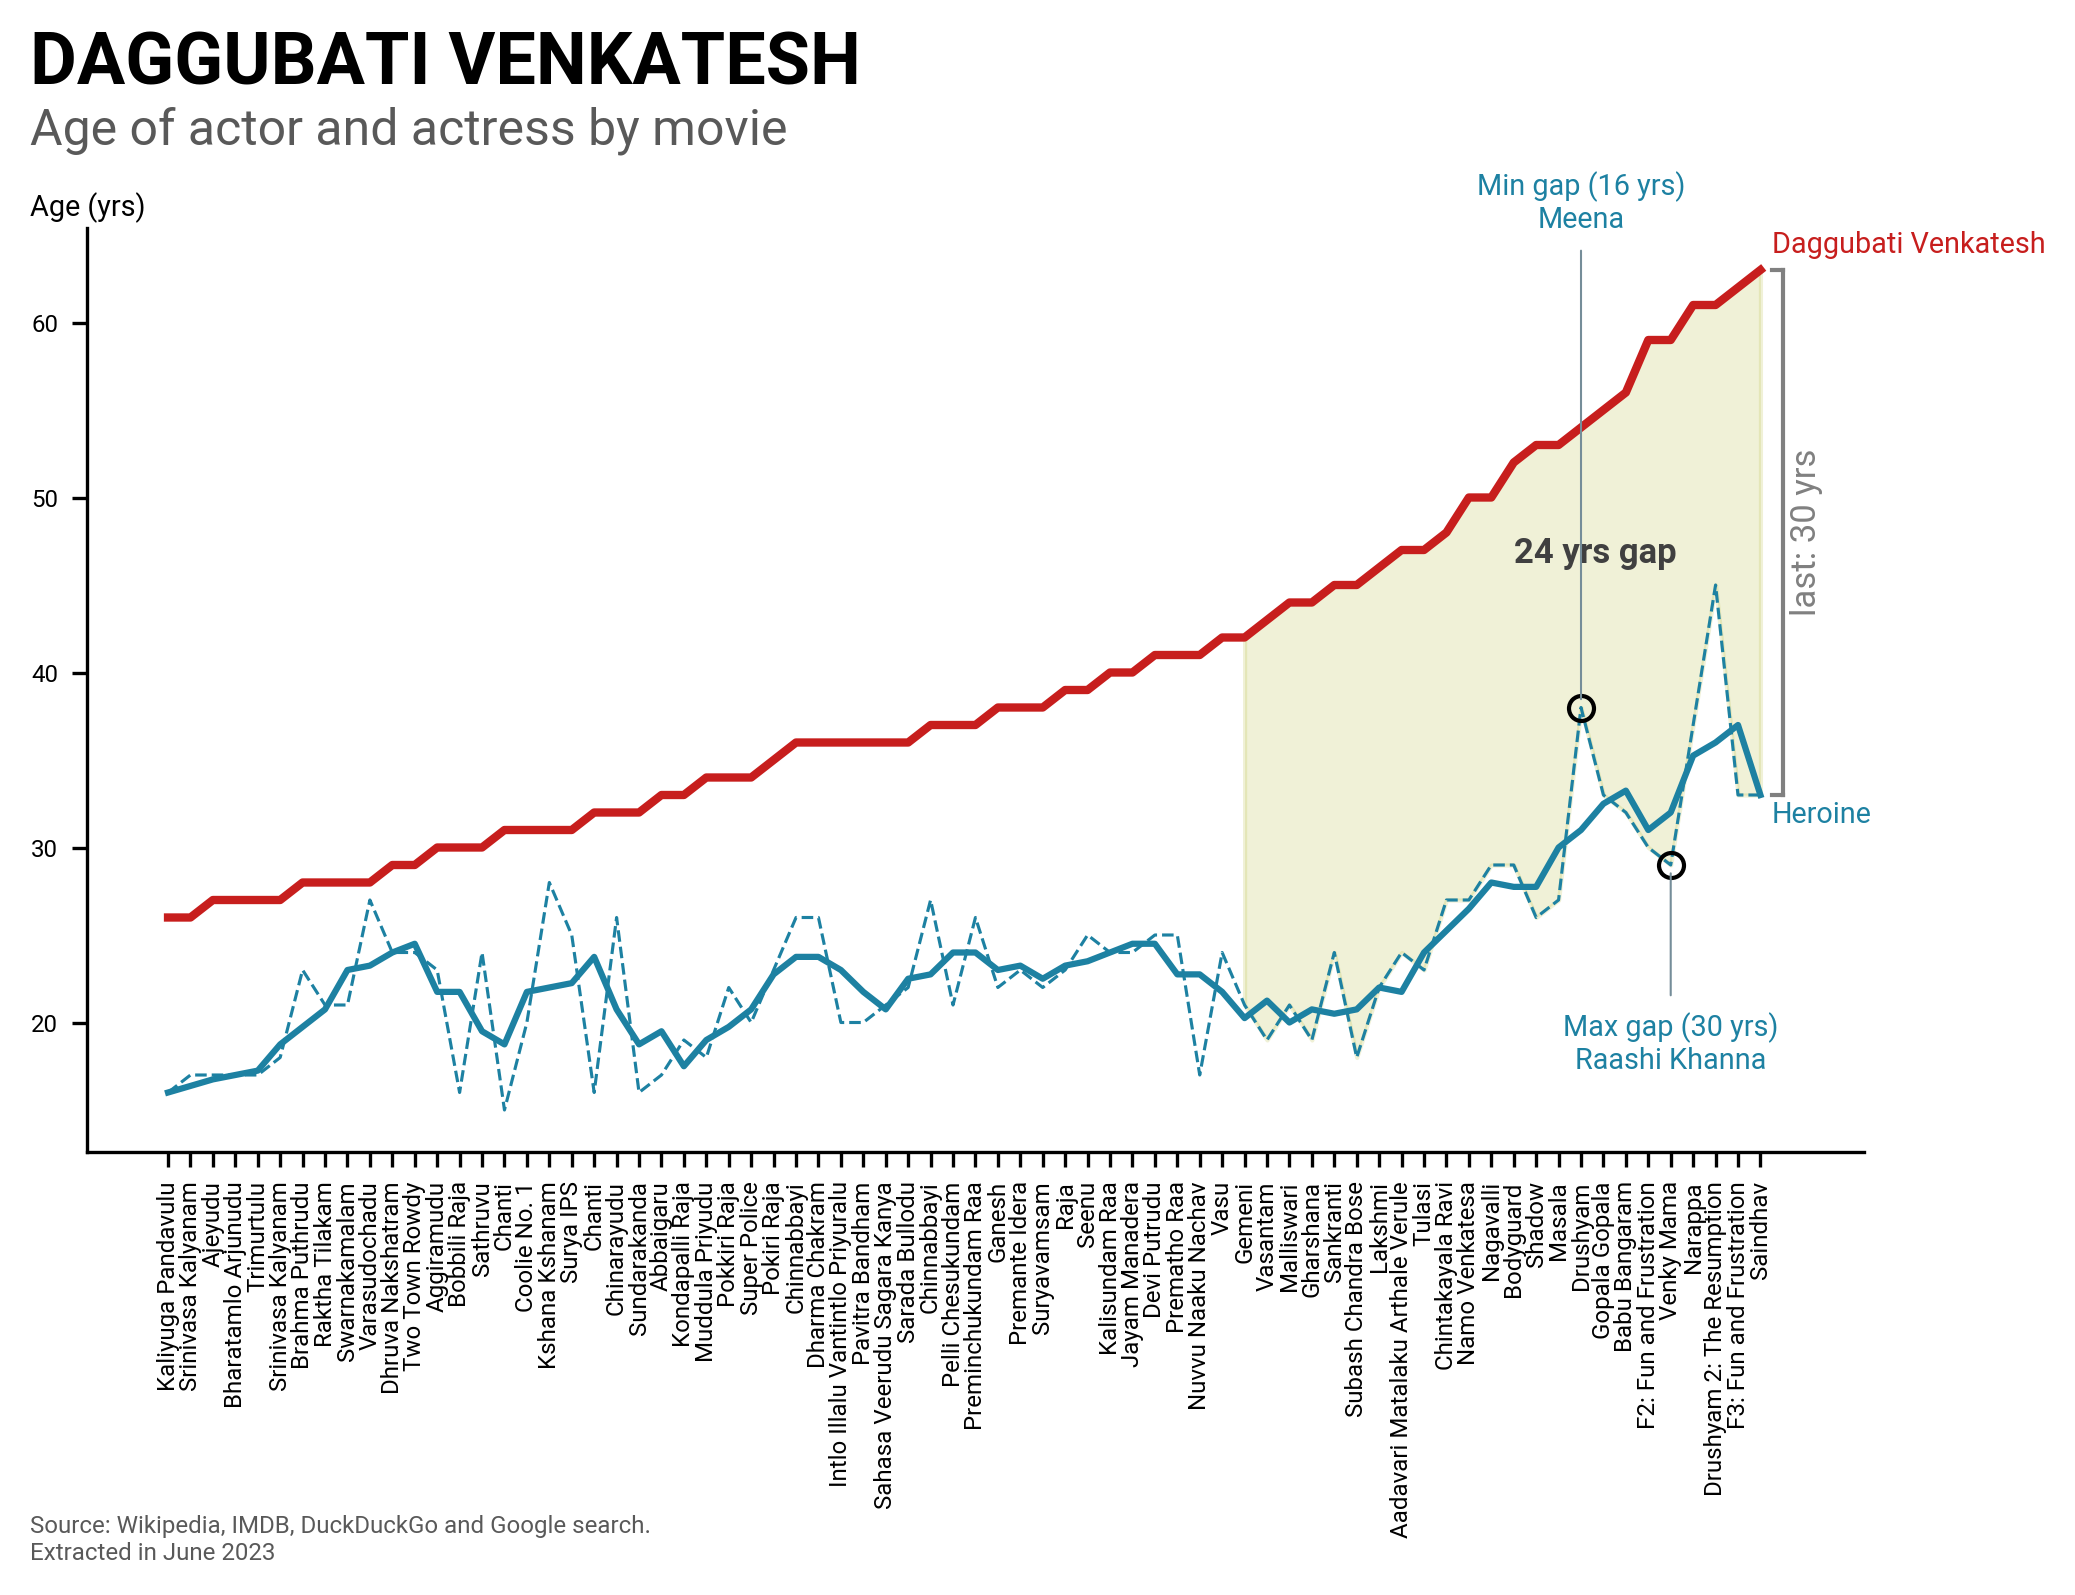 DAGGUBATI VENKATESH
Age of actor and actress by movie
Age (yrs)
Min gap (16 yrs)
Meena
Daggubati Venkatesh
60
50
40
30
20
24 yrs gap
last: 30 yrs
Heroine
Max gap (30 yrs)
Raashi Khanna
Kaliyuga Pandavulu
Srinivasa Kalyanam
Ajeyudu
Bharatamlo Arjunudu
Trimurtulu
Srinivasa Kalyanam
Brahma Puthrudu
Raktha Tilakam
Swarnakamalam
Varasudochadu
Dhruva Nakshatram
Two Town Rowdy
Aggiramudu
Bobbili Raja
Sathruvu
Chanti
Coolie No. 1
Kshana Kshanam
Surya IPS
Chanti
Chinarayudu
Sundarakanda
Abbaigaru
Kondapalli Raja
Muddula Priyudu
Pokkiri Raja
Super Police
Pokiri Raja
Chinnabbayi
Dharma Chakram
Intlo Illalu Vantintlo Priyuralu
Pavitra Bandham
Sahasa Veerudu Sagara Kanya
Sarada Bullodu
Chinnabbayi
Pelli Chesukundam
Preminchukundam Raa
Ganesh
Premante Idera
Suryavamsam
Raja
Seenu
Kalisundam Raa
Jayam Manadera
Devi Putrudu
Prematho Raa
Nuvvu Naaku Nachav
Vasu
Gemeni
Vasantam
Malliswari
Gharshana
Sankranti
Subash Chandra Bose
Lakshmi
Aadavari Matalaku Arthale Verule
Tulasi
Chintakayala Ravi
Namo Venkatesa
Nagavalli
Bodyguard
Shadow
Masala
Drushyam
Gopala Gopala
Babu Bangaram
F2: Fun and Frustration
Venky Mama
Narappa
Drushyam 2: The Resumption
F3: Fun and Frustration
Saindhav
Source: Wikipedia, IMDB, DuckDuckGo and Google search.
Extracted in June 2023